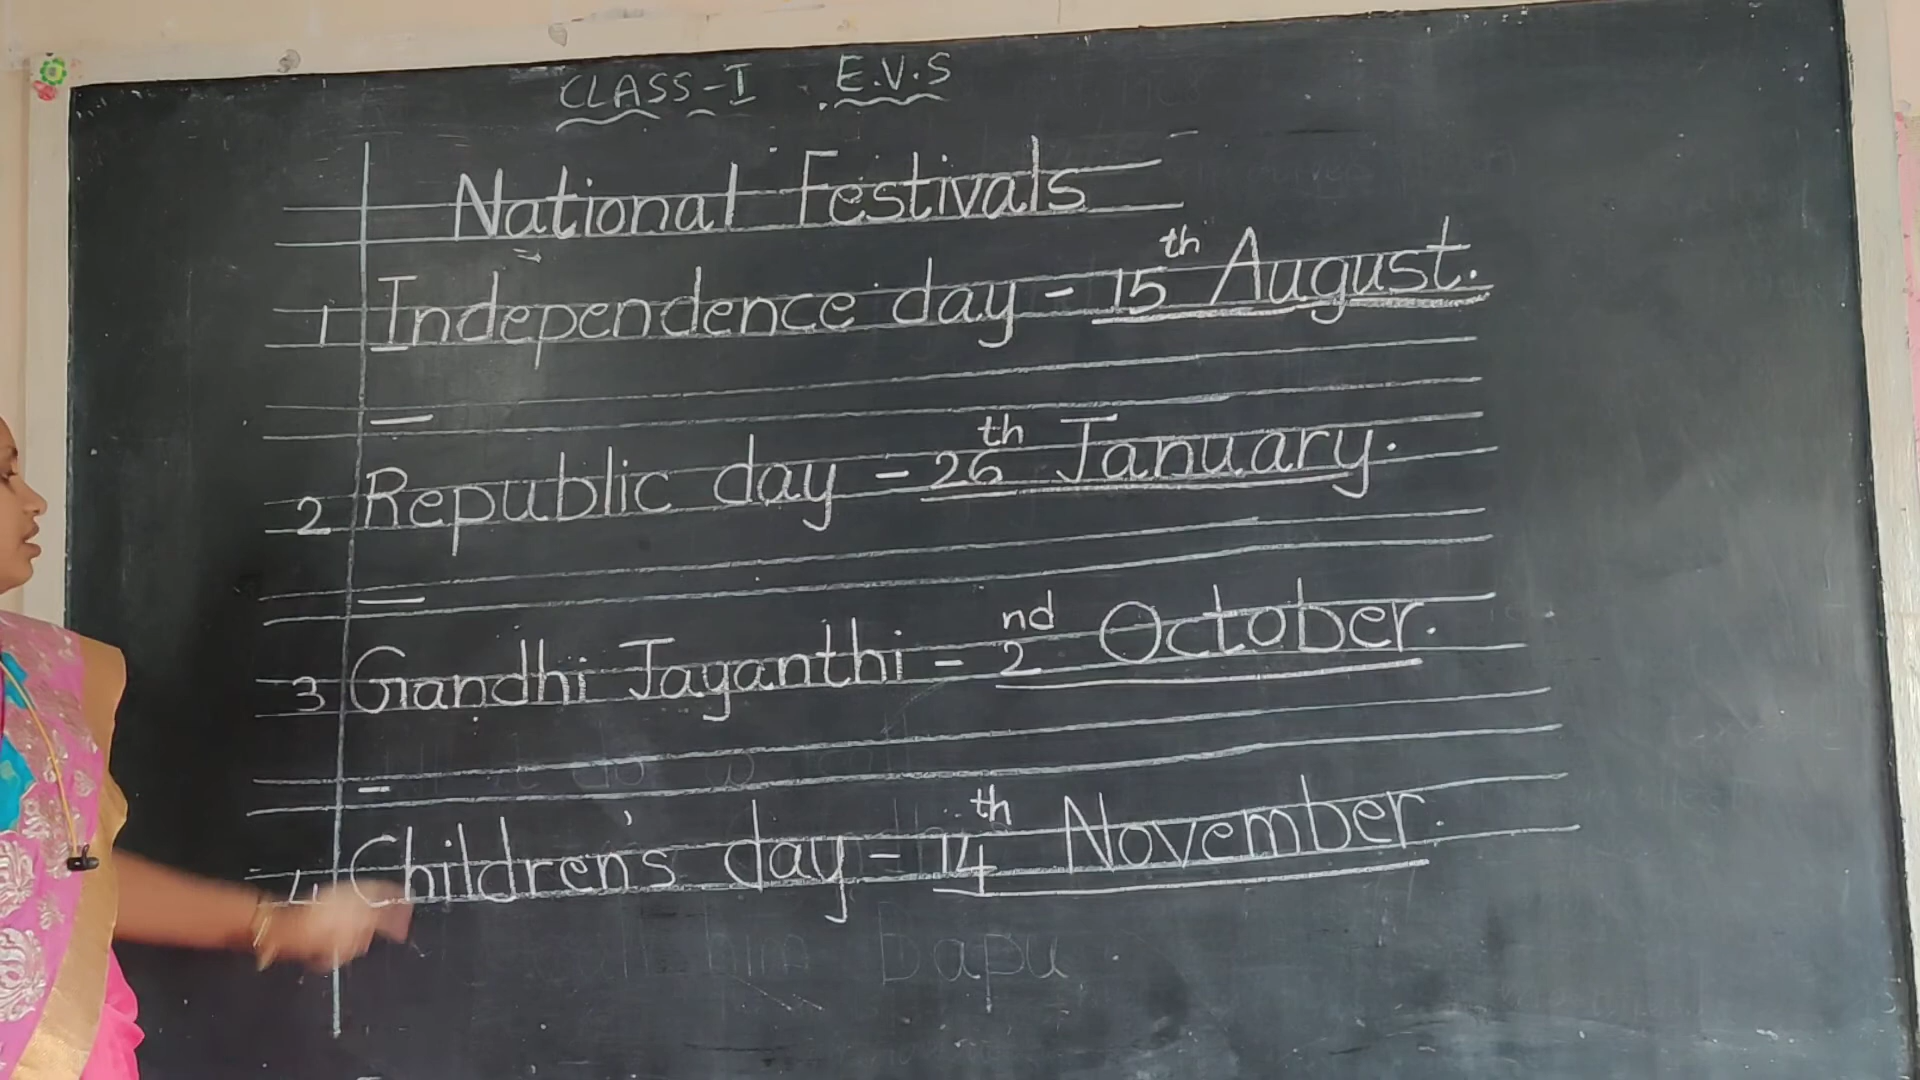 CLASS-I E.V.S
National Festivals
1 Independence day - 15th August.
2 Republic day - 26th January.
3 Gandhi Jayanthi - 2nd October.
4 Children's day - 14th November.
Bapu